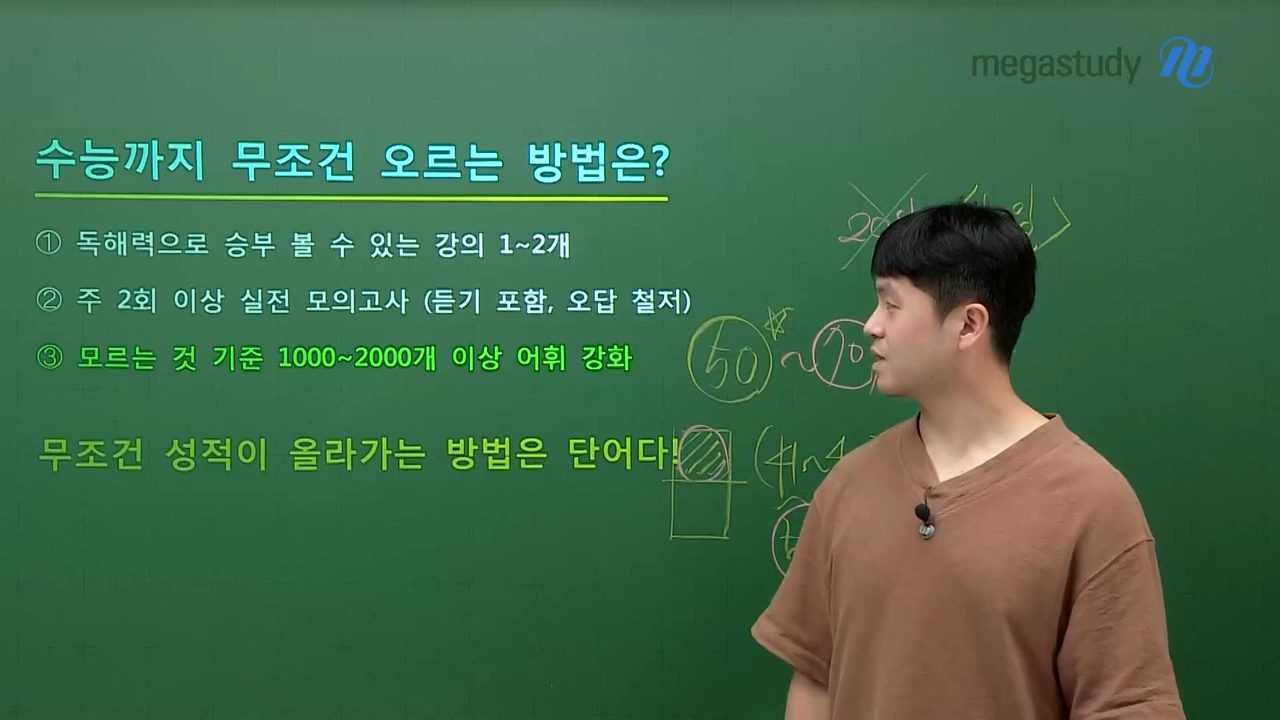 megastudy
수능까지 무조건 오르는 방법은?
① 독해력으로 승부 볼 수 있는 강의 1~2개
② 주 2회 이상 실전 모의고사 (듣기 포함, 오답 철저)
③ 모르는 것 기준 1000~2000개 이상 어휘 강화
50 ~ 70
무조건 성적이 올라가는 방법은 단어다!
(41~4